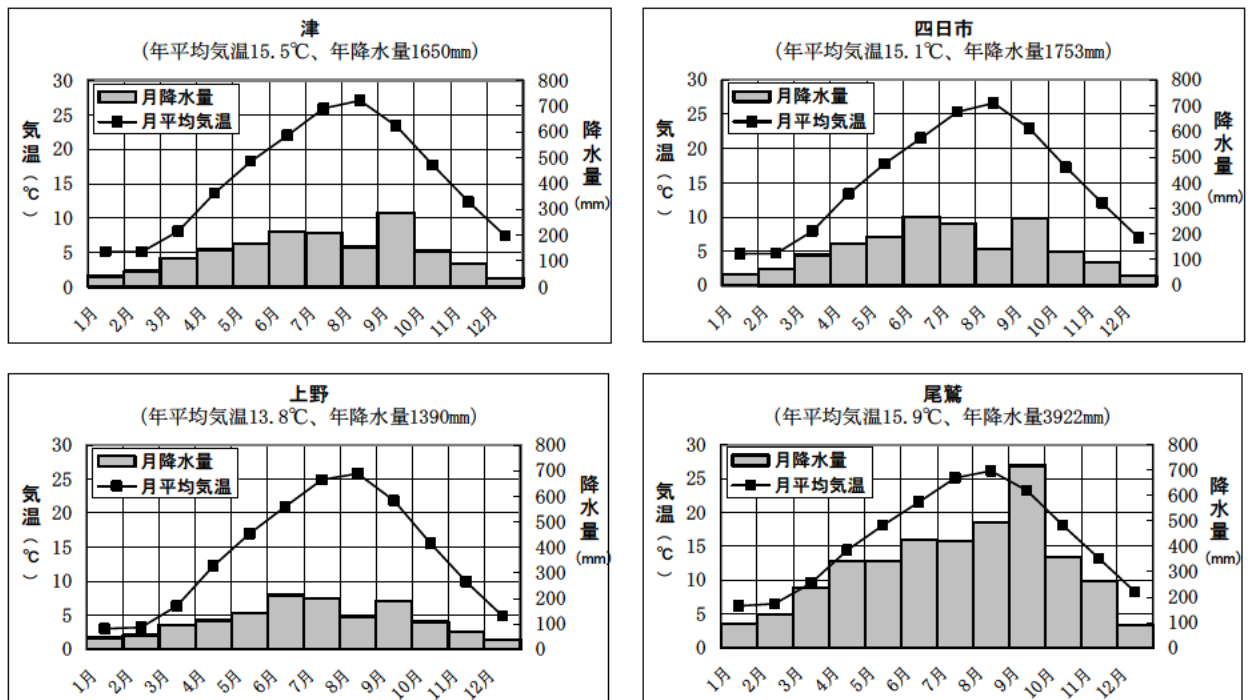 津
(年平均気温15.5℃、年降水量1650mm)
30
25
20
15
10
5
0
気温(℃)
月降水量
月平均気温
800
700
600
500
400
300
200
100
0
降水量(mm)
1月 2月 3月 4月 5月 6月 7月 8月 9月 10月 11月 12月
四日市
(年平均気温15.1℃、年降水量1753mm)
30
25
20
15
10
5
0
気温(℃)
月降水量
月平均気温
800
700
600
500
400
300
200
100
0
降水量(mm)
1月 2月 3月 4月 5月 6月 7月 8月 9月 10月 11月 12月
上野
(年平均気温13.8℃、年降水量1390mm)
30
25
20
15
10
5
0
気温(℃)
月降水量
月平均気温
800
700
600
500
400
300
200
100
0
降水量(mm)
1月 2月 3月 4月 5月 6月 7月 8月 9月 10月 11月 12月
尾鷲
(年平均気温15.9℃、年降水量3922mm)
30
25
20
15
10
5
0
気温(℃)
月降水量
月平均気温
800
700
600
500
400
300
200
100
0
降水量(mm)
1月 2月 3月 4月 5月 6月 7月 8月 9月 10月 11月 12月